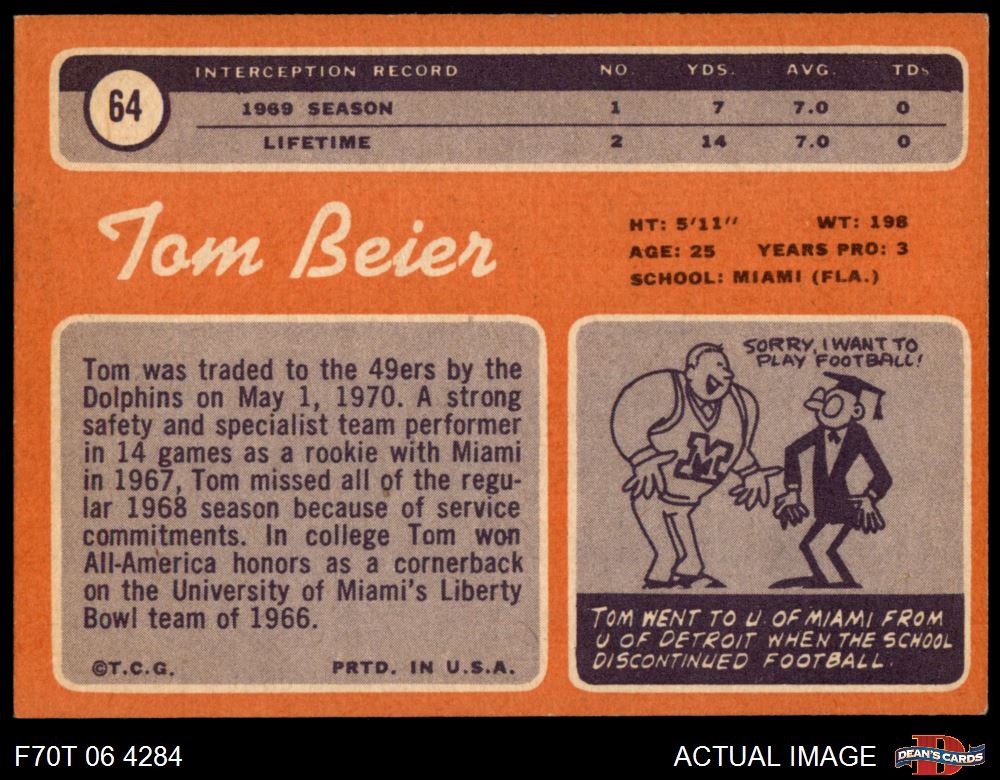 64
INTERCEPTION RECORD NO. YDS. AVG. TDs
1969 SEASON 1 7 7.0 0
LIFETIME 2 14 7.0 0
Tom Beier
HT: 5'11" WT: 198
AGE: 25 YEARS PRO: 3
SCHOOL: MIAMI (FLA.)
Tom was traded to the 49ers by the
Dolphins on May 1, 1970. A strong
safety and specialist team performer
in 14 games as a rookie with Miami
in 1967, Tom missed all of the regu-
lar 1968 season because of service
commitments. In college Tom won
All-America honors as a cornerback
on the University of Miami's Liberty
Bowl team of 1966.
©T.C.G. PRTD. IN U.S.A.
SORRY, I WANT TO
PLAY FOOTBALL!
M
TOM WENT TO U. OF MIAMI FROM
U OF DETROIT WHEN THE SCHOOL
DISCONTINUED FOOTBALL.
F70T 06 4284 ACTUAL IMAGE
D
DEAN'S CARDS